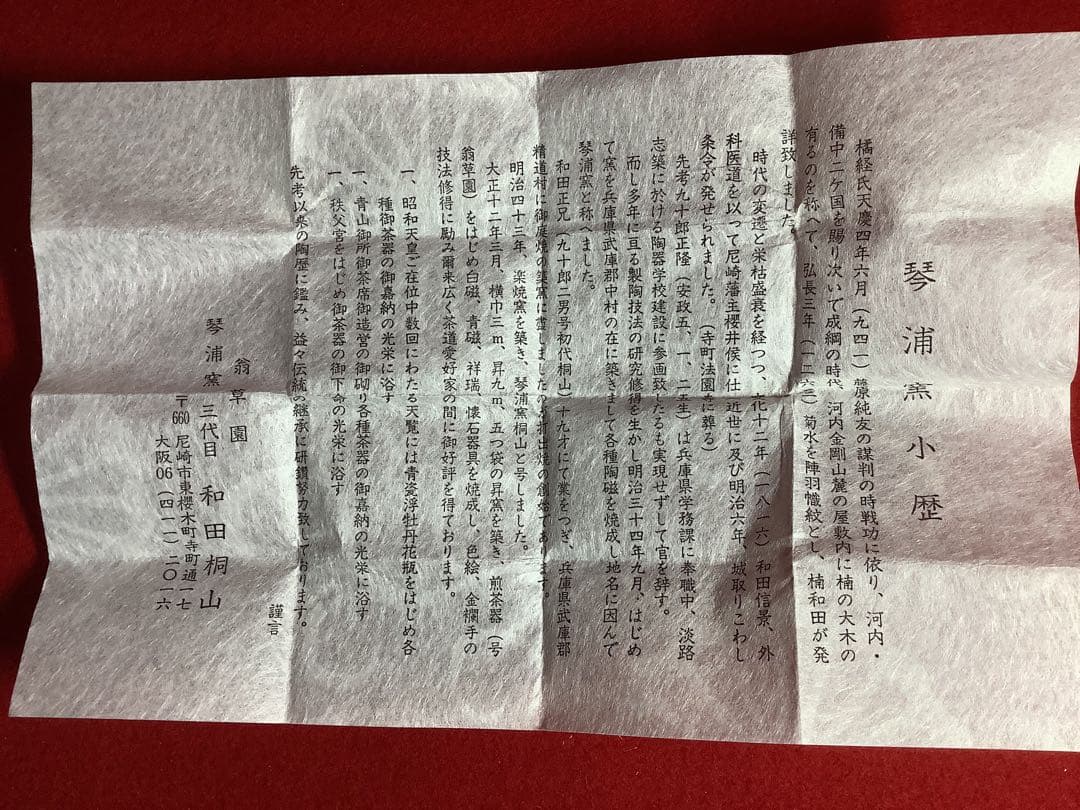 琴浦窯小歴
橘経氏天慶四年六月(九四一)藤原純友の謀判の時戦功に依り、河内・
備中二ケ国を賜り次いで成綱の時代、河内金剛山麓の屋敷内に楠の大木の
有るのを称へて、弘長三年(一二六三)菊水を陣羽幟紋とし、楠和田が発
詳致しました。
時代の変遷と栄枯盛衰を経つつ、文化十二年(一八一六)和田信景、外
科医道を以って尼崎藩主櫻井侯に仕へ近世に及び明治六年、城取りこわし
条令が発せられました。(寺町法園寺に葬る)
先考九十郎正隆(安政五、一、二五生)は兵庫県学務課に奉職中、淡路
志築に於ける陶器学校建設に参画致したるも実現せずして官を辞す。
而し多年に亘る製陶技法の研究修得を生かし明治三十四年九月、はじめ
て窯を兵庫県武庫郡中村の在に築きまして各種陶磁を焼成し地名に因んで
琴浦窯と称へました。
和田正兄(九十郎二男号初代桐山)十九才にて業をつぎ、兵庫県武庫郡
精道村に御庭焼の築窯に盡しましたのが打出焼の創始であります。
明治四十三年、楽焼窯を築き、琴浦窯桐山と号しました。
大正十二年三月、横巾三m、昇九m、五つ袋の昇窯を築き、煎茶器(号
翁草園)をはじめ白磁、青磁、祥瑞、懐石器具を焼成し、色絵、金襴手の
技法修得に励み爾来広く茶道愛好家の間に御好評を得ております。
一、昭和天皇ご在位中数回にわたる天覧には青瓷浮牡丹花瓶をはじめ各
種御茶器の御嘉納の光栄に浴す
一、青山御所御茶席御造営の御砌り各種茶器の御嘉納の光栄に浴す
一、秩父宮をはじめ御茶器の御下命の光栄に浴す
先考以来の陶歴に鑑み、益々伝統の継承に研鑽努力致しております。
謹言
翁草園
琴浦窯 三代目 和田桐山
〒660 尼崎市東櫻木町寺町通一七
大阪06(四一一)二〇一六